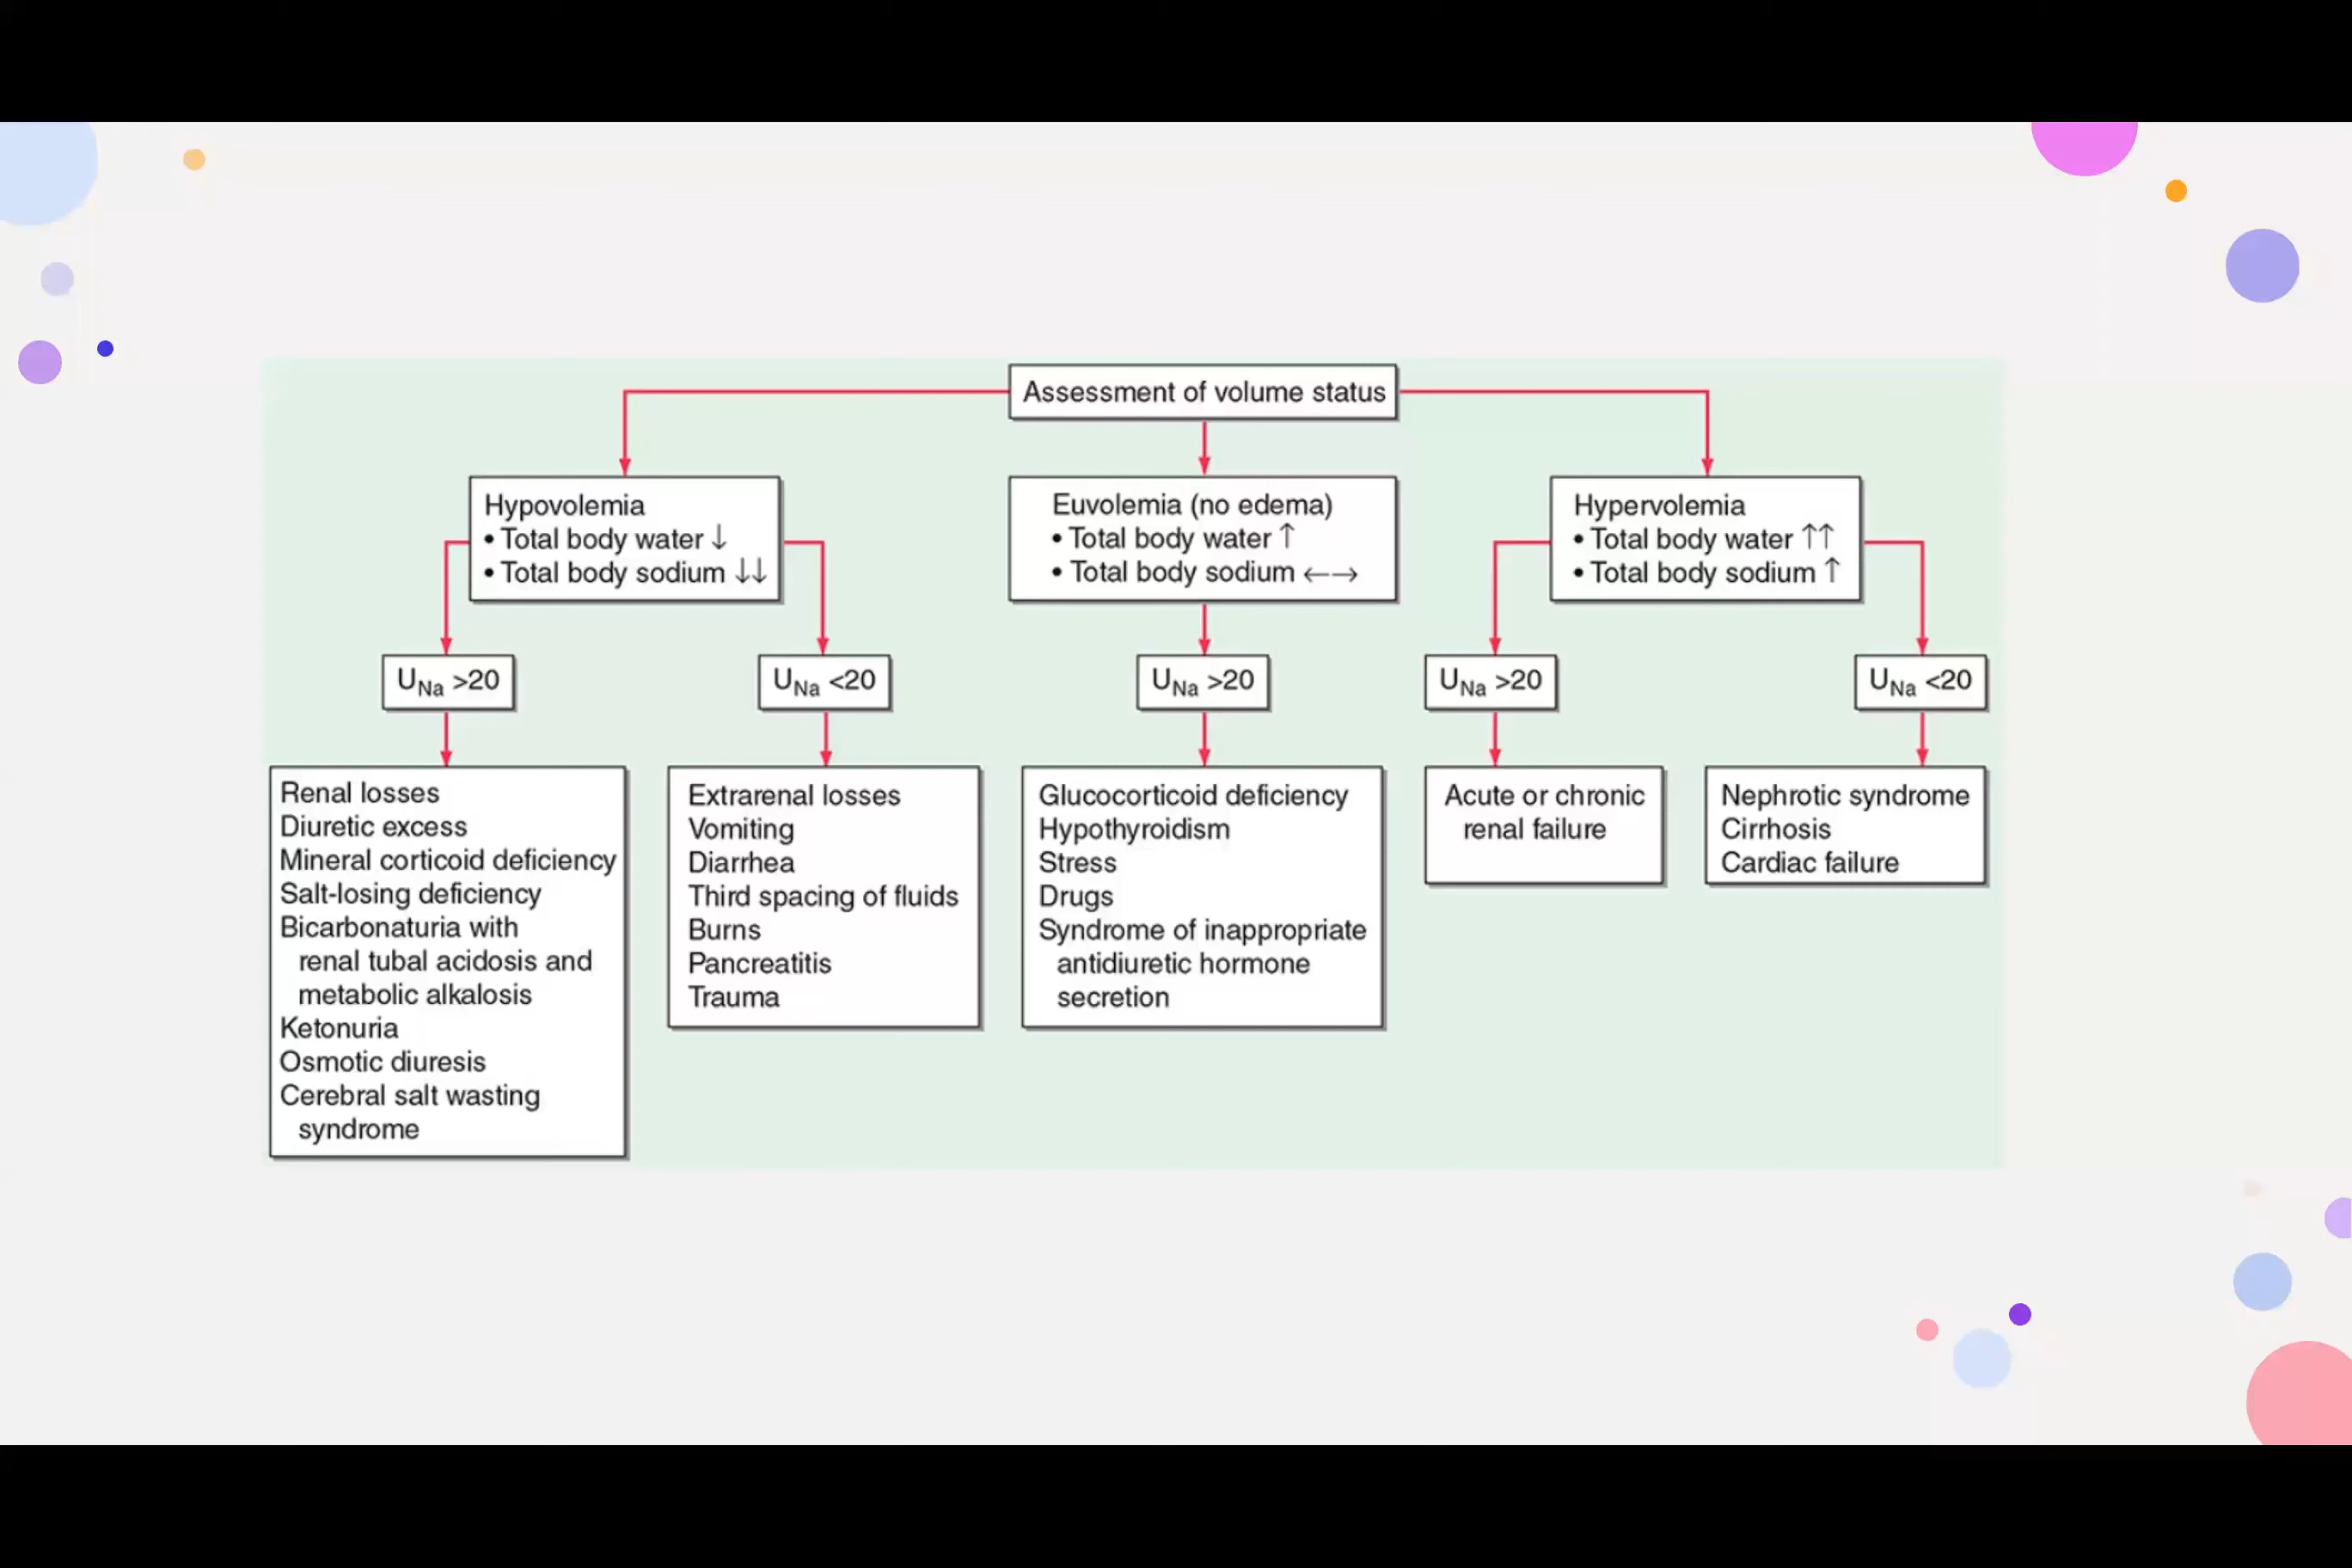 Assessment of volume status
Hypovolemia
• Total body water ↓
• Total body sodium ↓↓
Euvolemia (no edema)
• Total body water ↑
• Total body sodium ←→
Hypervolemia
• Total body water ↑↑
• Total body sodium ↑
UNa >20
UNa <20
UNa >20
UNa >20
UNa <20
Renal losses
Diuretic excess
Mineral corticoid deficiency
Salt-losing deficiency
Bicarbonaturia with
renal tubal acidosis and
metabolic alkalosis
Ketonuria
Osmotic diuresis
Cerebral salt wasting
syndrome
Extrarenal losses
Vomiting
Diarrhea
Third spacing of fluids
Burns
Pancreatitis
Trauma
Glucocorticoid deficiency
Hypothyroidism
Stress
Drugs
Syndrome of inappropriate
antidiuretic hormone
secretion
Acute or chronic
renal failure
Nephrotic syndrome
Cirrhosis
Cardiac failure